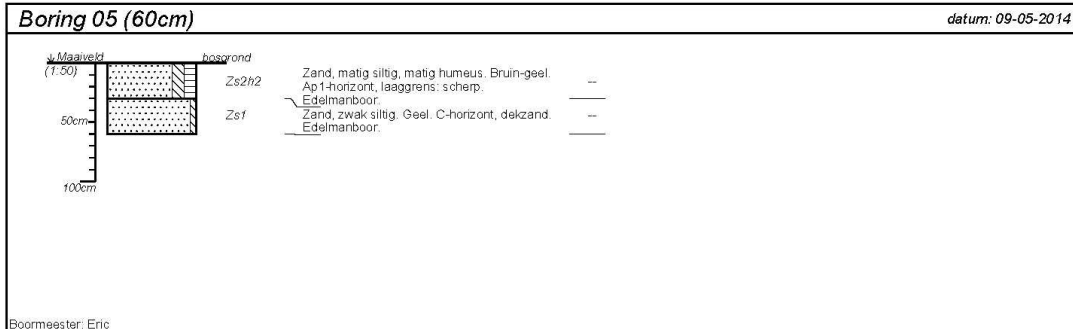 Boring 05 (60cm)
datum: 09-05-2014
↓ Maaiveld
bosgrond
(1:50)
Zs2h2
Zand, matig siltig, matig humeus. Bruin-geel.
--
Ap1-horizont, laaggrens: scherp.
Edelmanboor.
50cm
Zs1
Zand, zwak siltig. Geel. C-horizont, dekzand.
--
Edelmanboor.
100cm
Boormeester: Eric